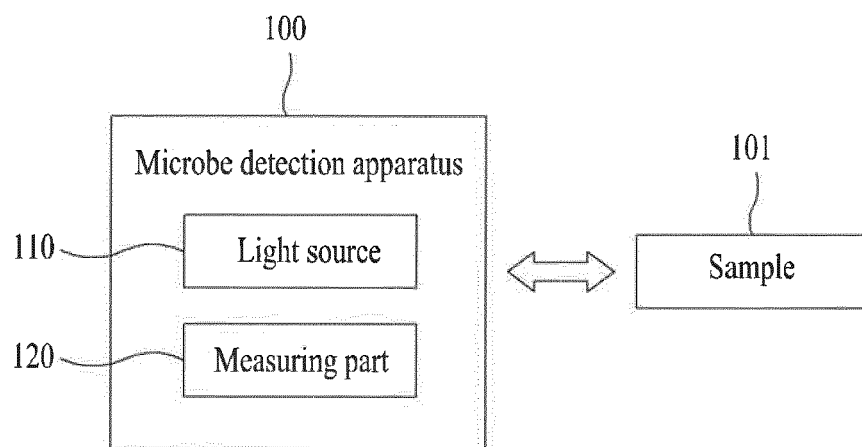 100
Microbe detection apparatus
101
110
Light source
Sample
120
Measuring part